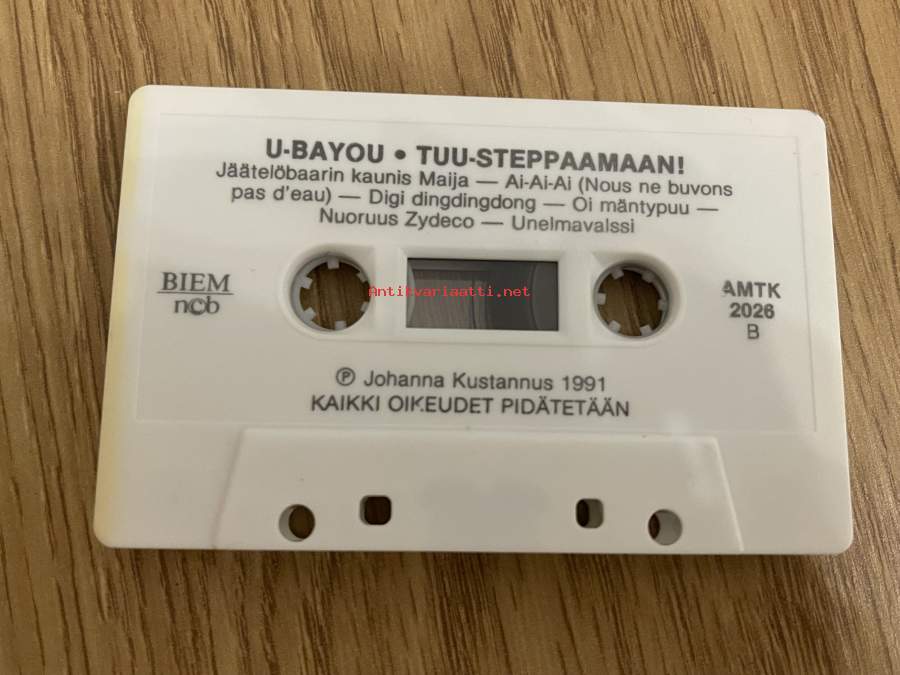 U-BAYOU • TUU-STEPPAAMAAN!
Jäätelöbaarin kaunis Maija — Ai-Ai-Ai (Nous ne buvons
pas d'eau) — Digi dingdingdong — Oi mäntypuu —
Nuoruus Zydeco — Unelmavalssi
BIEM
ncb
Antikvariaatti.net
AMTK
2026
B
℗ Johanna Kustannus 1991
KAIKKI OIKEUDET PIDÄTETÄÄN